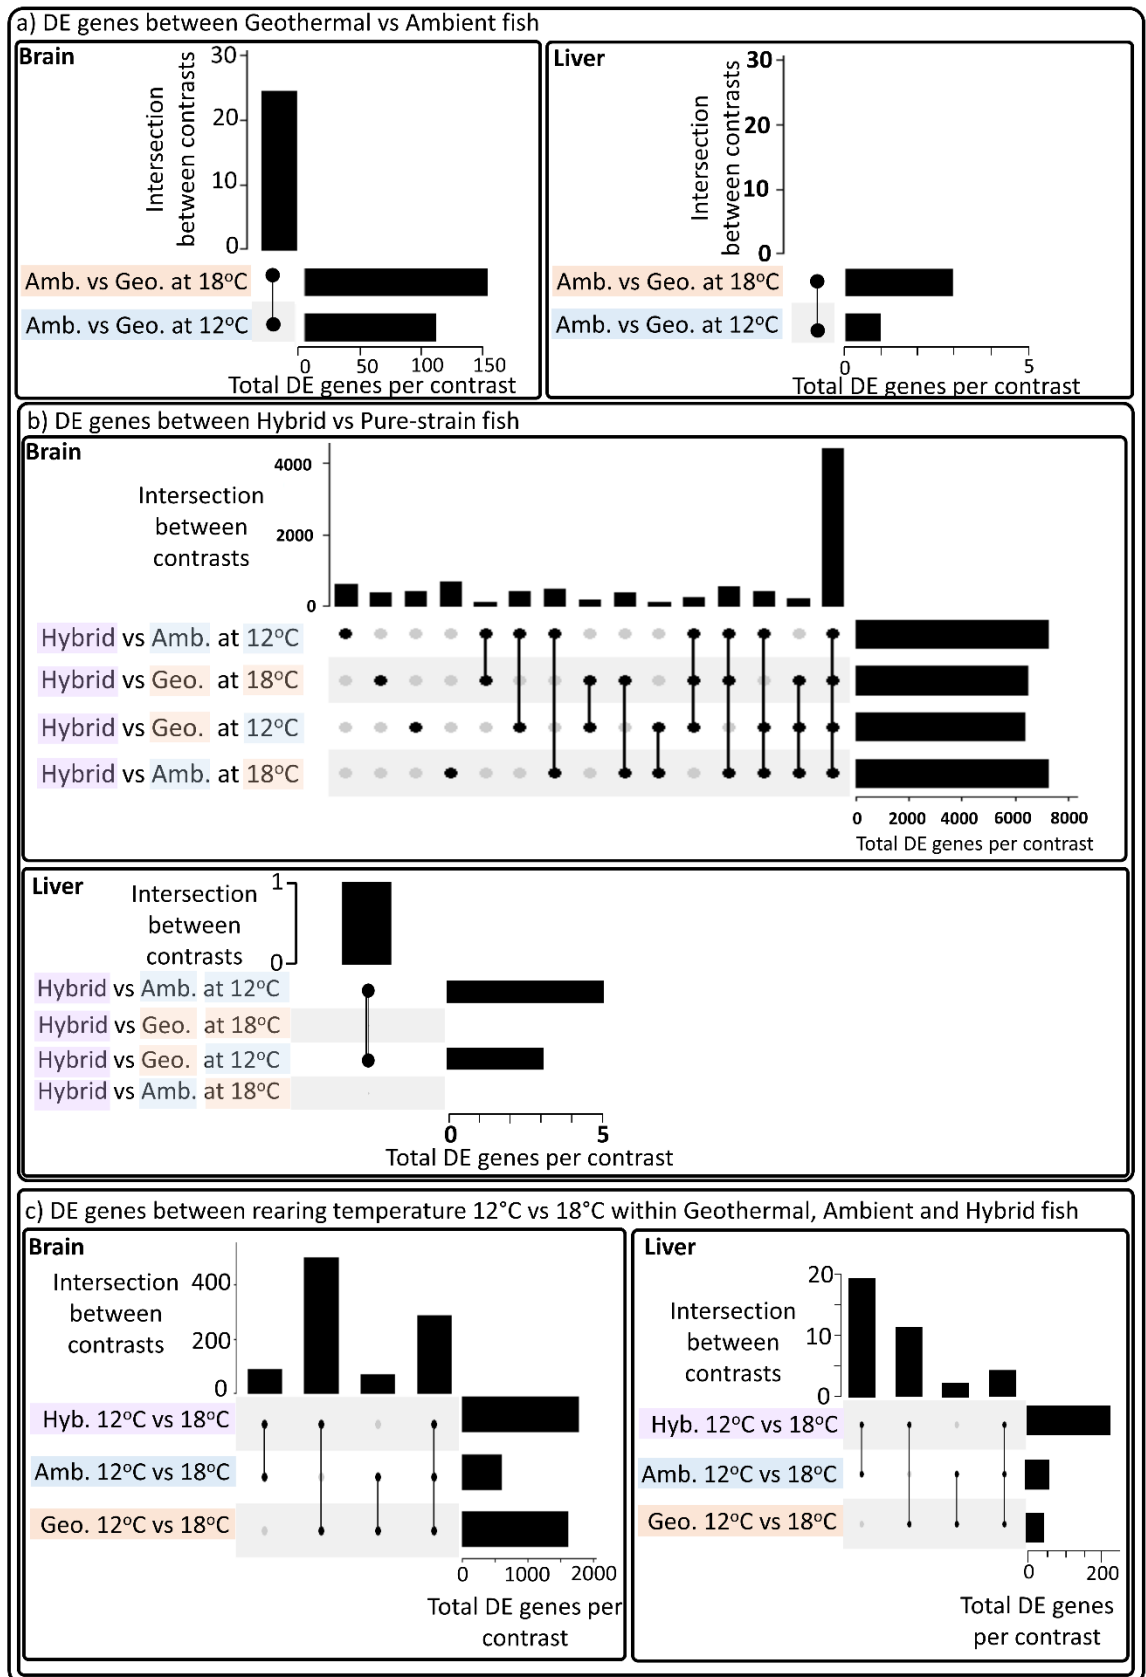 a) DE genes between Geothermal vs Ambient fish
Brain
Intersection
between contrasts
30
20
10
0
Amb. vs Geo. at 18°C
Amb. vs Geo. at 12°C
0 50 100 150
Total DE genes per contrast
Liver
Intersection
between contrasts
30
20
10
0
Amb. vs Geo. at 18°C
Amb. vs Geo. at 12°C
0 5
Total DE genes per contrast
b) DE genes between Hybrid vs Pure-strain fish
Brain
Intersection
between
contrasts
4000
2000
0
Hybrid vs Amb. at 12°C
Hybrid vs Geo. at 18°C
Hybrid vs Geo. at 12°C
Hybrid vs Amb. at 18°C
0 2000 4000 6000 8000
Total DE genes per contrast
Liver
Intersection
between
contrasts
1
0
Hybrid vs Amb. at 12°C
Hybrid vs Geo. at 18°C
Hybrid vs Geo. at 12°C
Hybrid vs Amb. at 18°C
0 5
Total DE genes per contrast
c) DE genes between rearing temperature 12°C vs 18°C within Geothermal, Ambient and Hybrid fish
Brain
Intersection
between
contrasts
400
200
0
Hyb. 12°C vs 18°C
Amb. 12°C vs 18°C
Geo. 12°C vs 18°C
0 1000 2000
Total DE genes per
contrast
Liver
Intersection
between
contrasts
20
10
0
Hyb. 12°C vs 18°C
Amb. 12°C vs 18°C
Geo. 12°C vs 18°C
0 200
Total DE genes
per contrast